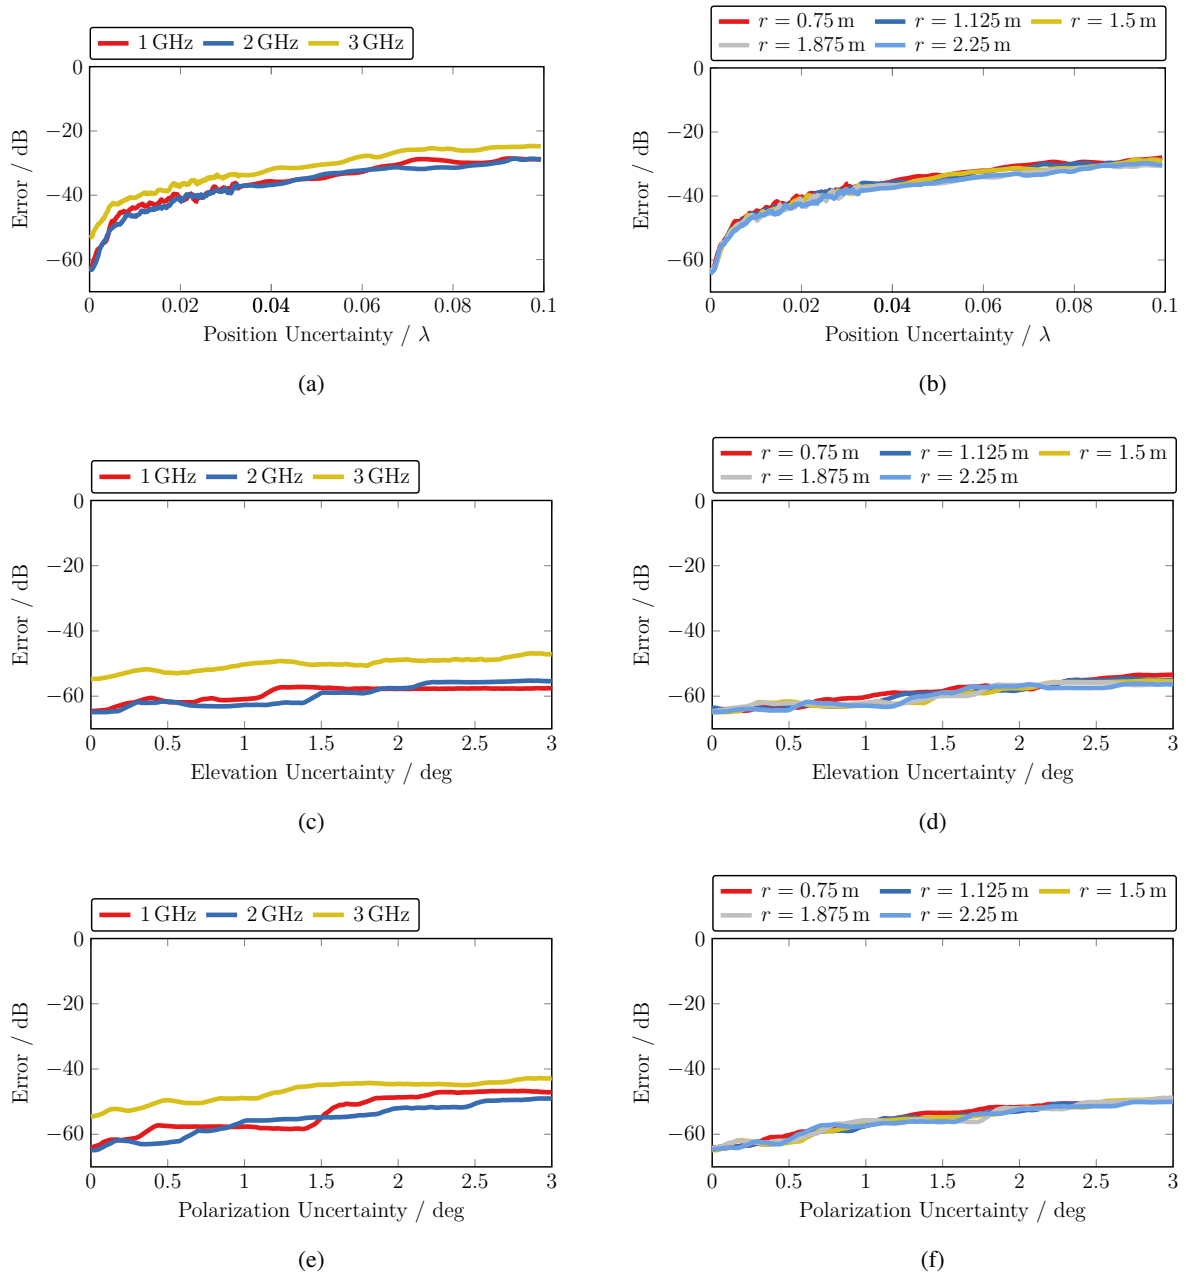 1 GHz 2 GHz 3 GHz
0
−20
−40
−60
Error / dB
0 0.02 0.04 0.06 0.08 0.1
Position Uncertainty / λ
(a)
r = 0.75 m r = 1.125 m r = 1.5 m
r = 1.875 m r = 2.25 m
0
−20
−40
−60
Error / dB
0 0.02 0.04 0.06 0.08 0.1
Position Uncertainty / λ
(b)
1 GHz 2 GHz 3 GHz
0
−20
−40
−60
Error / dB
0 0.5 1 1.5 2 2.5 3
Elevation Uncertainty / deg
(c)
r = 0.75 m r = 1.125 m r = 1.5 m
r = 1.875 m r = 2.25 m
0
−20
−40
−60
Error / dB
0 0.5 1 1.5 2 2.5 3
Elevation Uncertainty / deg
(d)
1 GHz 2 GHz 3 GHz
0
−20
−40
−60
Error / dB
0 0.5 1 1.5 2 2.5 3
Polarization Uncertainty / deg
(e)
r = 0.75 m r = 1.125 m r = 1.5 m
r = 1.875 m r = 2.25 m
0
−20
−40
−60
Error / dB
0 0.5 1 1.5 2 2.5 3
Polarization Uncertainty / deg
(f)